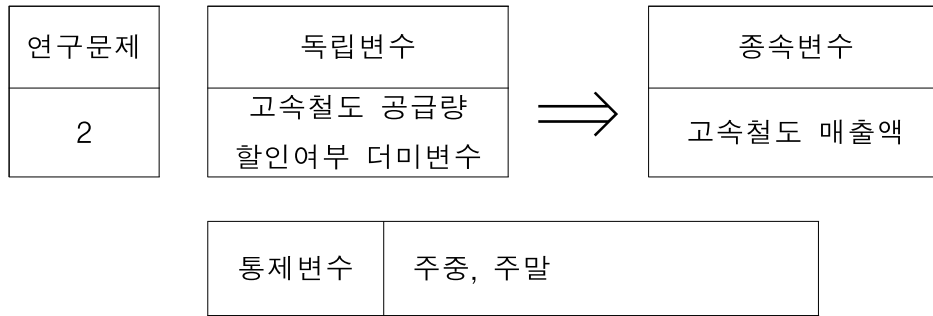 연구문제
독립변수
종속변수
2
고속철도 공급량
할인여부 더미변수
고속철도 매출액
통제변수
주중, 주말